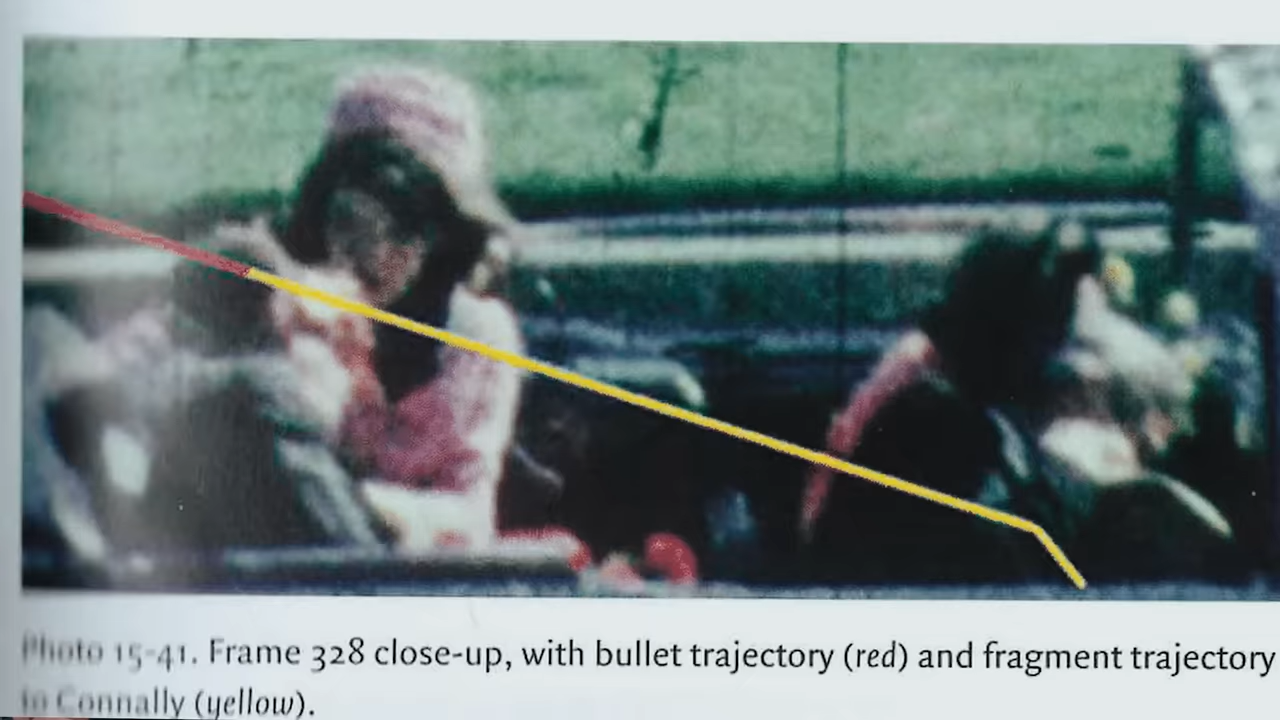 Photo 15-41. Frame 328 close-up, with bullet trajectory (red) and fragment trajectory
to Connally (yellow).